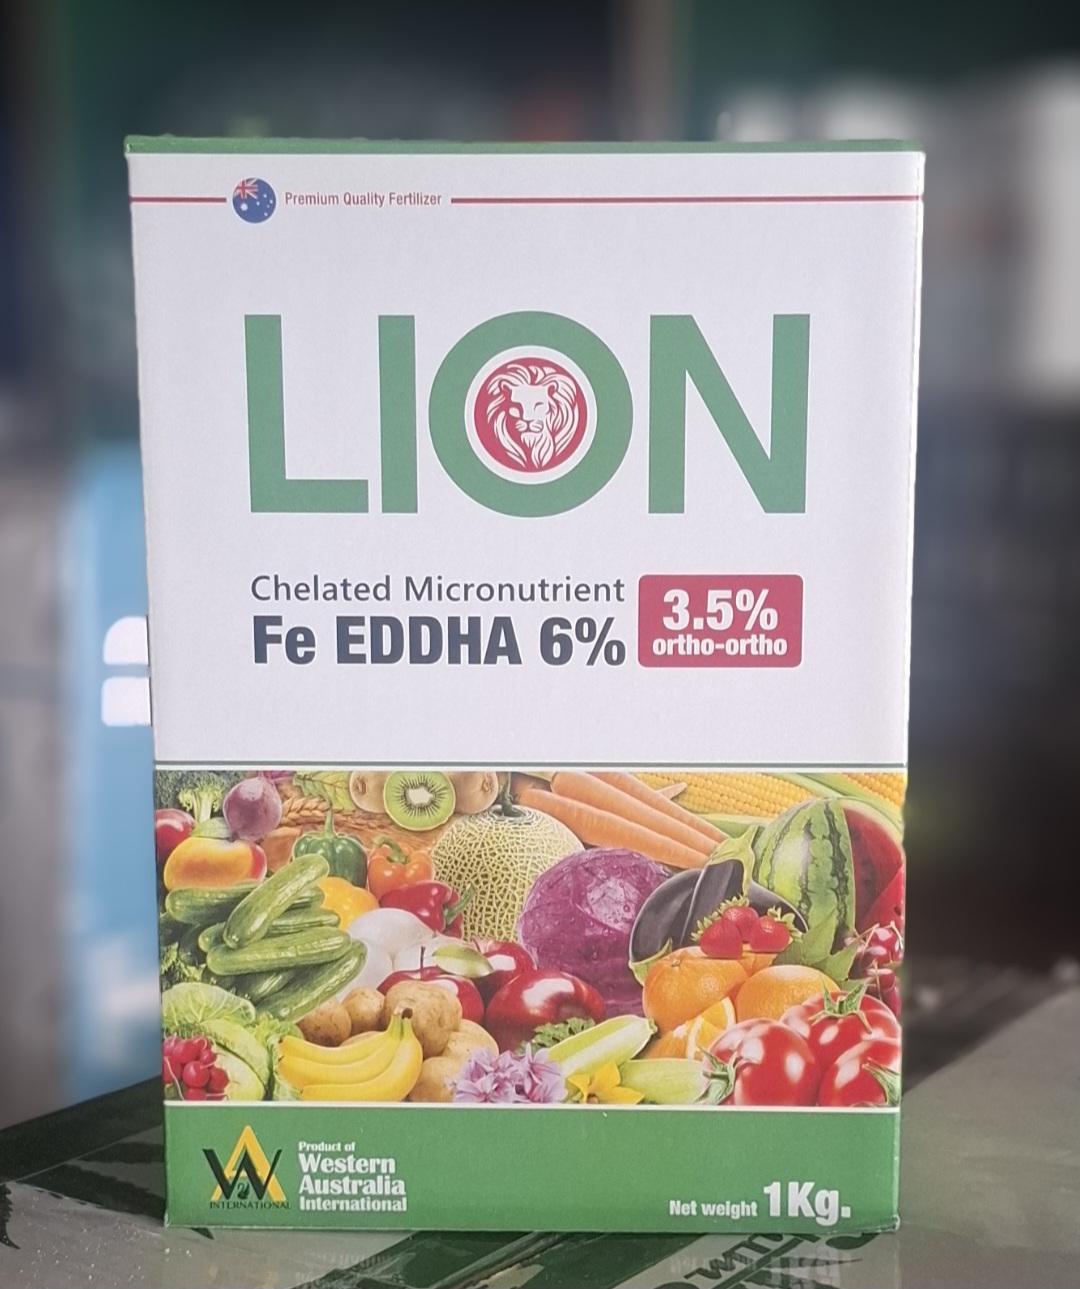 Premium Quality Fertilizer
LION
Chelated Micronutrient
Fe EDDHA 6%
3.5%
ortho-ortho
WA
INTERNATIONAL
Product of
Western
Australia
International
Net weight 1Kg.